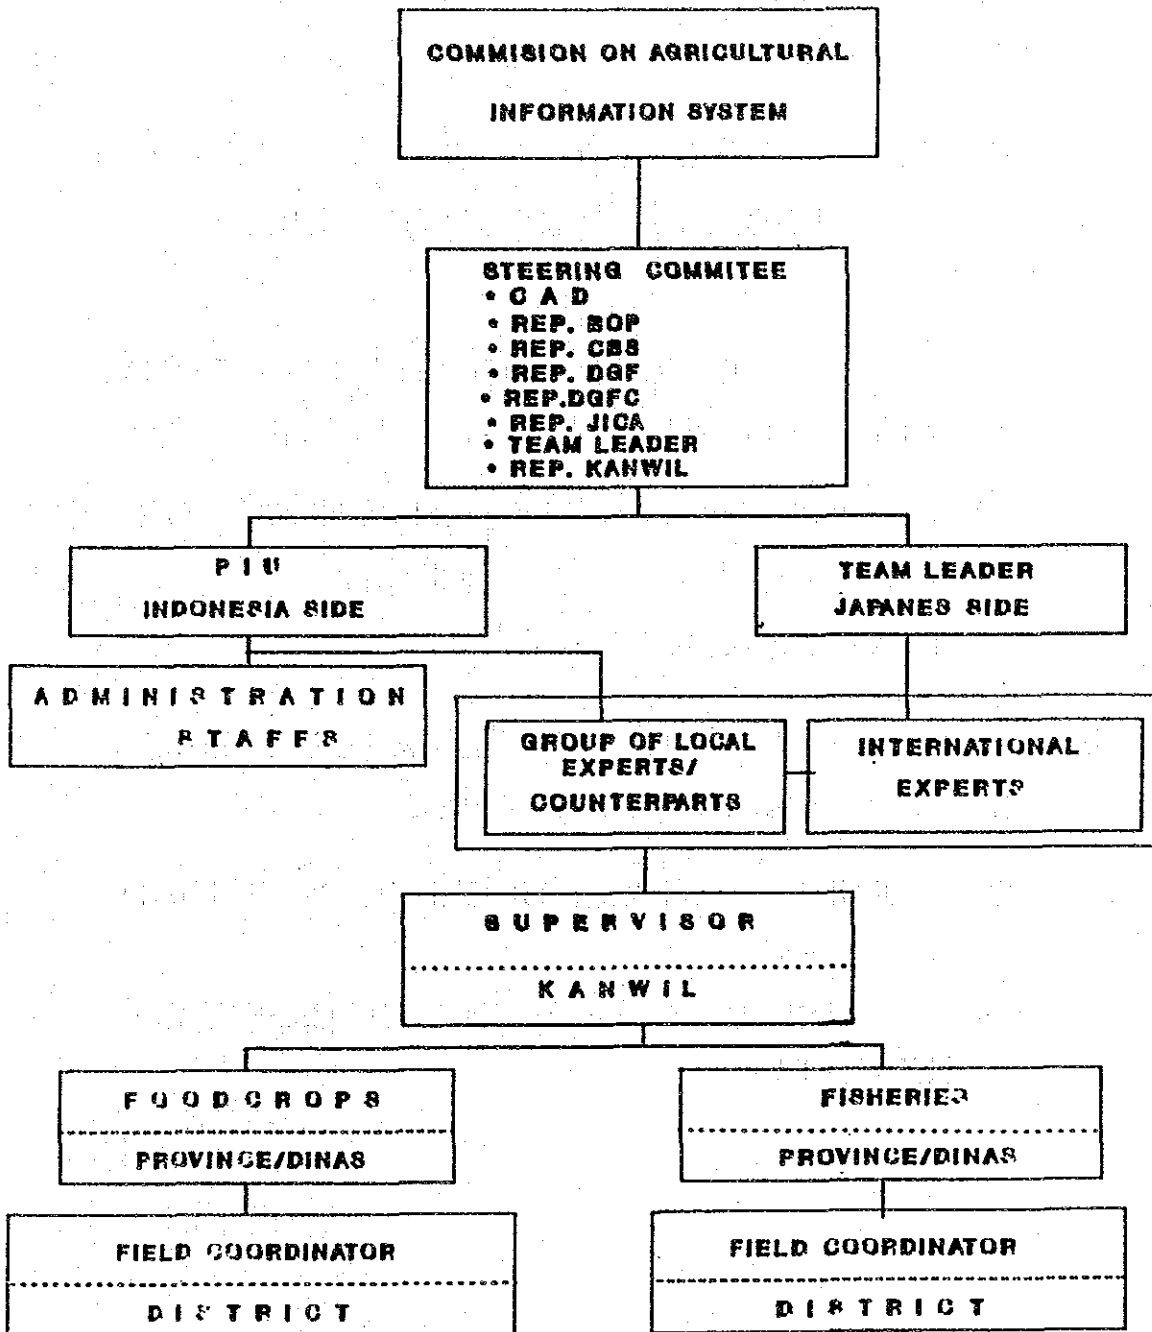 COMMISION ON AGRICULTURAL
INFORMATION SYSTEM
STEERING COMMITEE
• C A D
• REP. BOP
• REP. CBS
• REP. DGF
• REP.DGFC
• REP. JICA
• TEAM LEADER
• REP. KANWIL
P I U
INDONESIA SIDE
TEAM LEADER
JAPANES SIDE
A D M I N I S T R A T I O N
S T A F F S
GROUP OF LOCAL
EXPERTS/
COUNTERPARTS
INTERNATIONAL
EXPERTS
S U P E R V I S O R
K A N W I L
F O O D C R O P S
PROVINCE/DINAS
FISHERIES
PROVINCE/DINAS
FIELD COORDINATOR
D I S T R I C T
FIELD COORDINATOR
D I S T R I C T